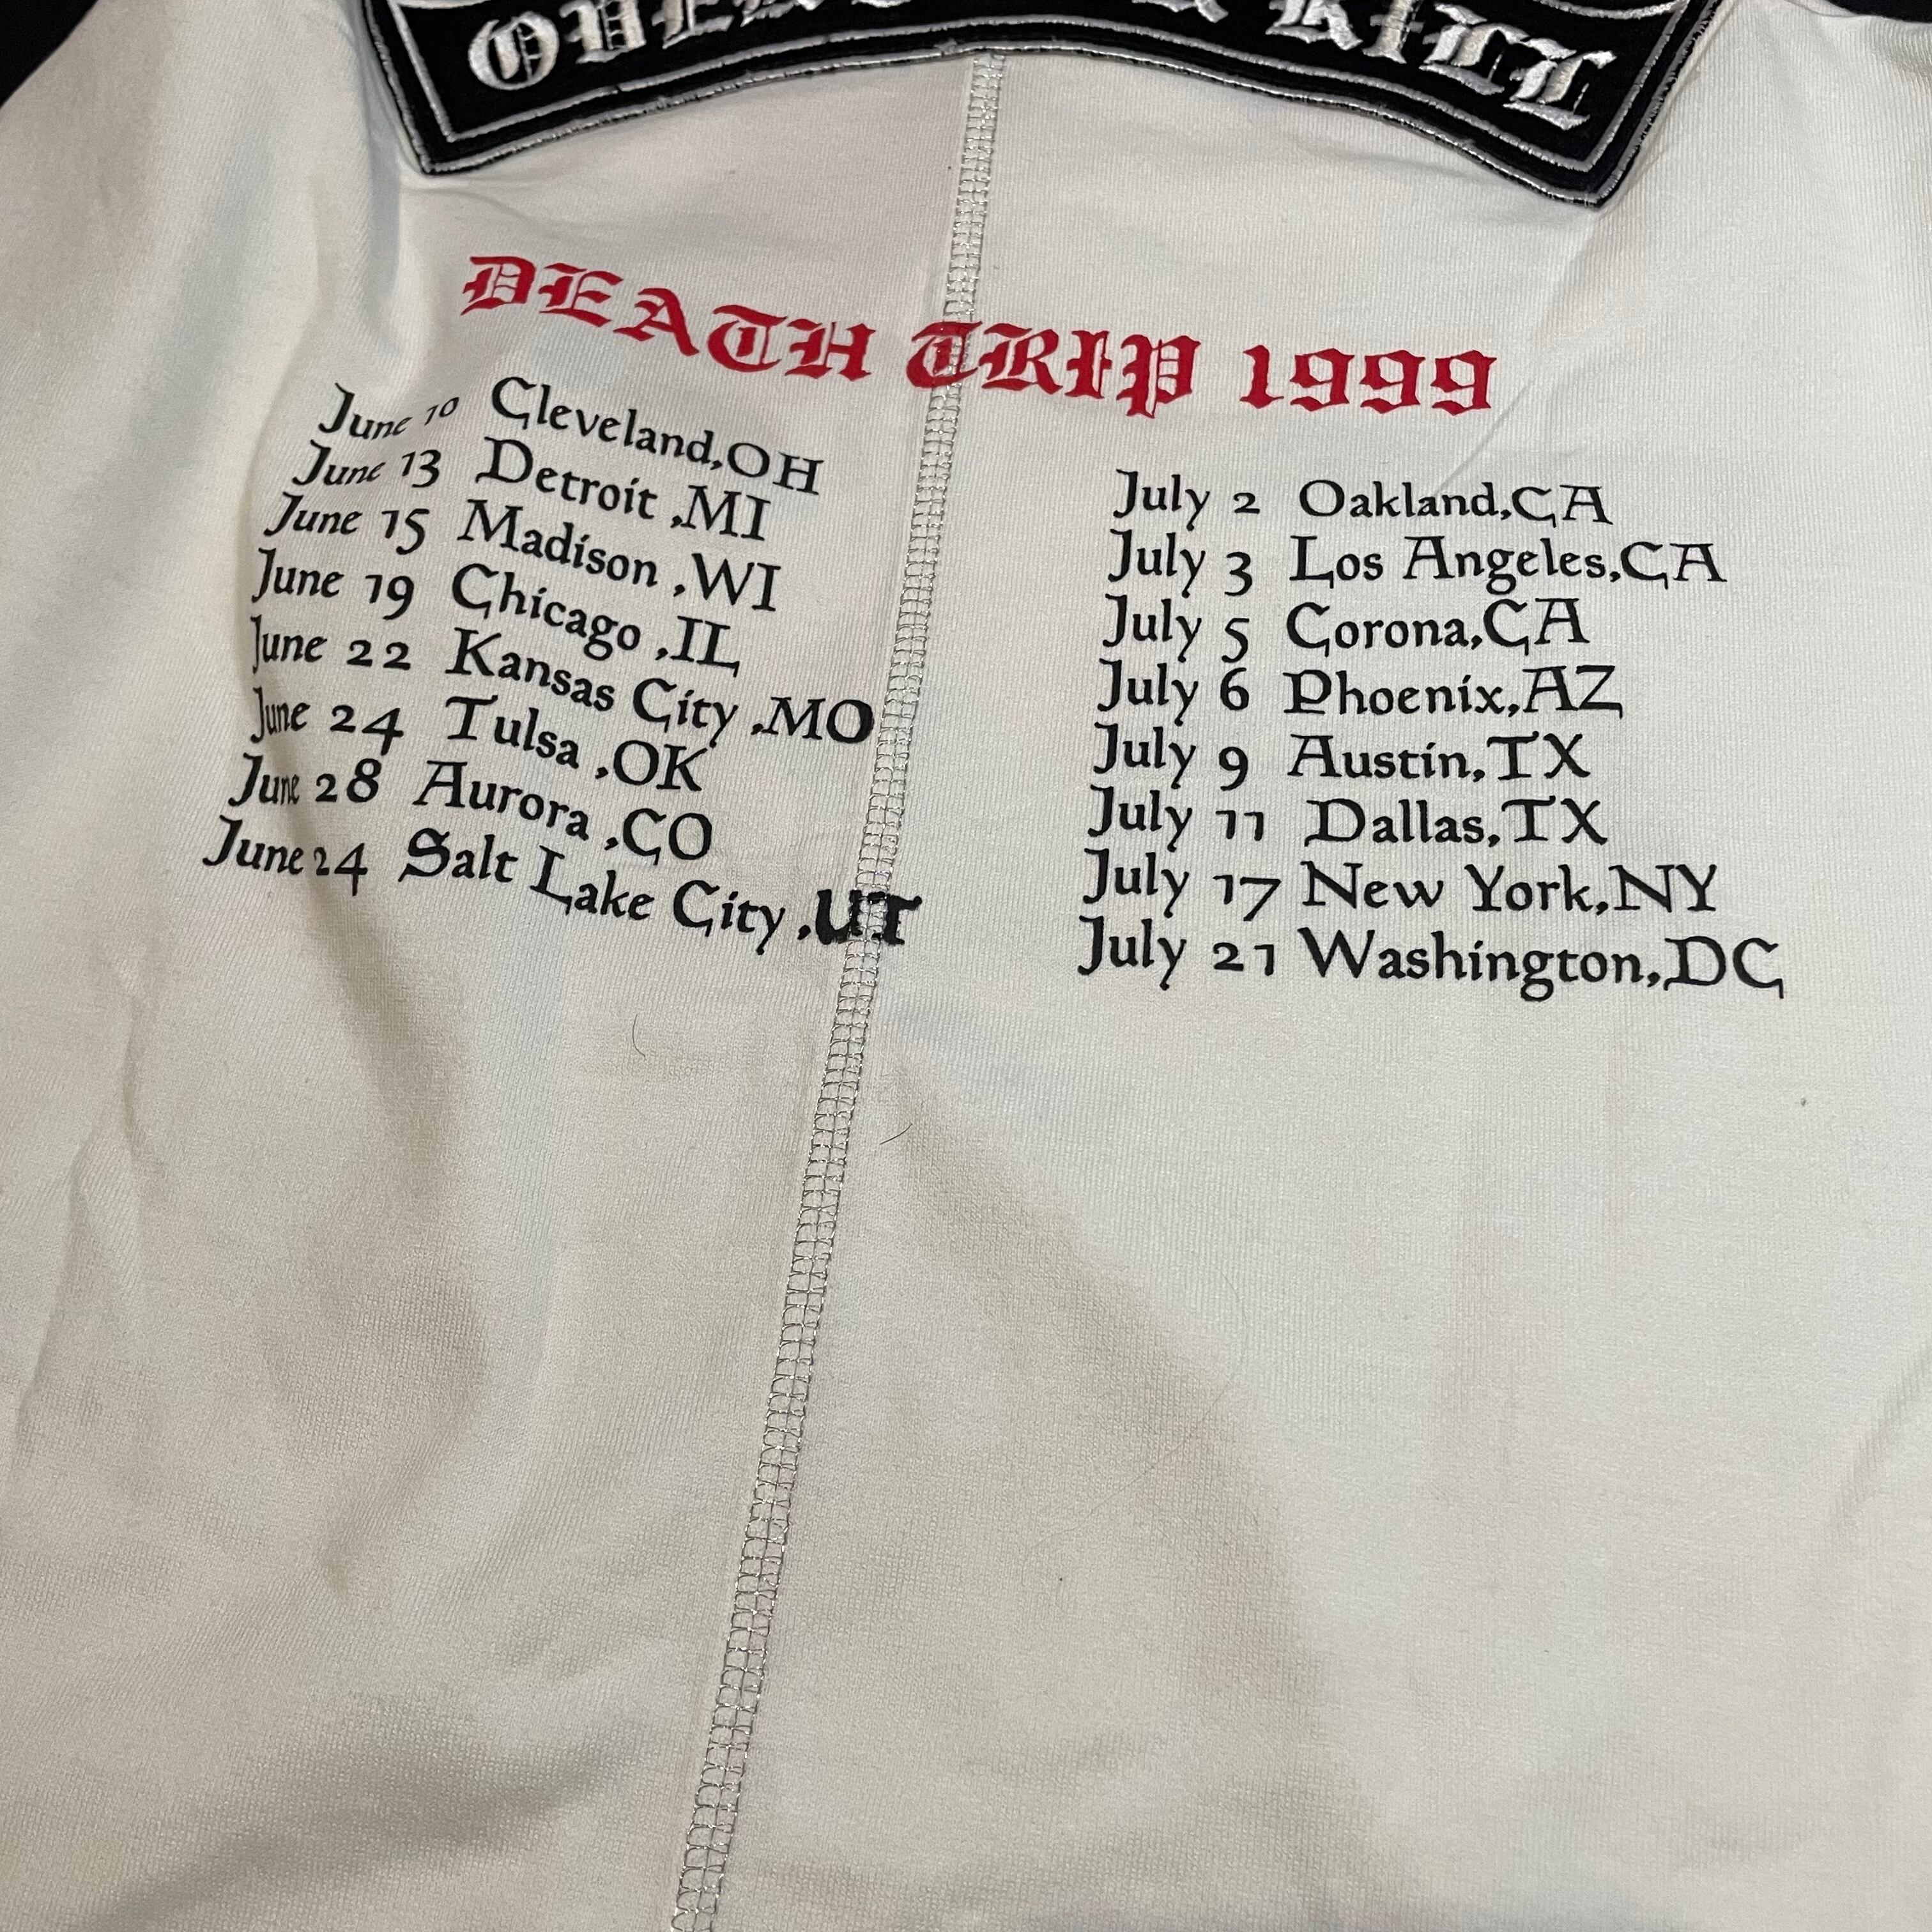 KILL
DEATH TRIP 1999
June 10 Cleveland,OH
June 13 Detroit ,MI
June 15 Madison ,WI
June 19 Chicago ,IL
June 22 Kansas City ,MO
June 24 Tulsa ,OK
June 28 Aurora ,CO
June 24 Salt Lake City ,UT
July 2 Oakland,CA
July 3 Los Angeles,CA
July 5 Corona,CA
July 6 Phoenix,AZ
July 9 Austin,TX
July 11 Dallas,TX
July 17 New York,NY
July 21 Washington,DC